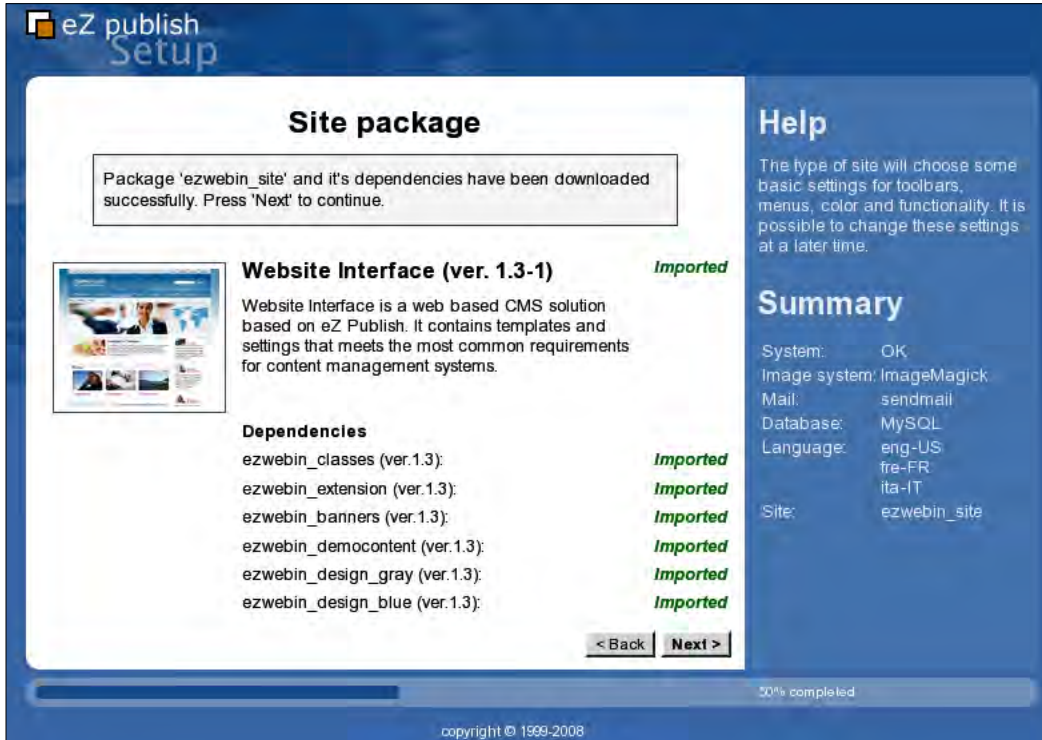 eZ publish
Setup
Site package
Package 'ezwebin_site' and it's dependencies have been downloaded
successfully. Press 'Next' to continue.
Website Interface (ver. 1.3-1)
Imported
Website Interface is a web based CMS solution
based on eZ Publish. It contains templates and
settings that meets the most common requirements
for content management systems.
Dependencies
ezwebin_classes (ver.1.3): Imported
ezwebin_extension (ver.1.3): Imported
ezwebin_banners (ver.1.3): Imported
ezwebin_democontent (ver.1.3): Imported
ezwebin_design_gray (ver.1.3): Imported
ezwebin_design_blue (ver.1.3): Imported
< Back
Next >
Help
The type of site will choose some
basic settings for toolbars,
menus, color and functionality. It is
possible to change these settings
at a later time.
Summary
System: OK
Image system: ImageMagick
Mail: sendmail
Database: MySQL
Language: eng-US
fre-FR
ita-IT
Site: ezwebin_site
50% completed
copyright © 1999-2008